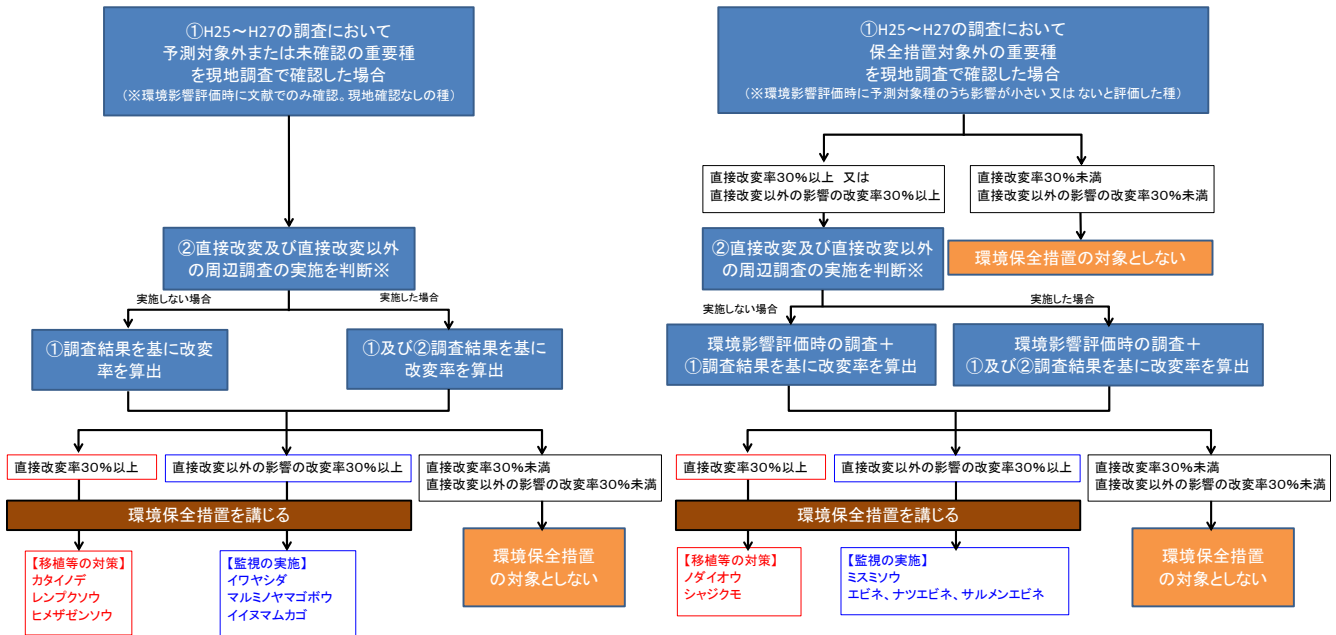 ①H25～H27の調査において
予測対象外または未確認の重要種
を現地調査で確認した場合
（※環境影響評価時に文献でのみ確認。現地確認なしの種）
②直接改変及び直接改変以外
の周辺調査の実施を判断※
実施しない場合
実施した場合
①調査結果を基に改変
率を算出
①及び②調査結果を基に
改変率を算出
直接改変率30%以上
直接改変以外の影響の改変率30%以上
直接改変率30%未満
直接改変以外の影響の改変率30%未満
環境保全措置を講じる
【移植等の対策】
カタイノデ
レンプクソウ
ヒメザゼンソウ
【監視の実施】
イワヤシダ
マルミノヤマゴボウ
イイヌマムカゴ
環境保全措置
の対象としない
①H25～H27の調査において
保全措置対象外の重要種
を現地調査で確認した場合
（※環境影響評価時に予測対象種のうち影響が小さい 又は ないと評価した種）
直接改変率30%以上 又は
直接改変以外の影響の改変率30%以上
直接改変率30%未満
直接改変以外の影響の改変率30%未満
②直接改変及び直接改変以外
の周辺調査の実施を判断※
環境保全措置の対象としない
実施しない場合
実施した場合
環境影響評価時の調査＋
①調査結果を基に改変率を算出
環境影響評価時の調査＋
①及び②調査結果を基に改変率を算出
直接改変率30%以上
直接改変以外の影響の改変率30%以上
直接改変率30%未満
直接改変以外の影響の改変率30%未満
環境保全措置を講じる
【移植等の対策】
ノダイオウ
シャジクモ
【監視の実施】
ミスミソウ
エビネ、ナツエビネ、サルメンエビネ
環境保全措置
の対象としない